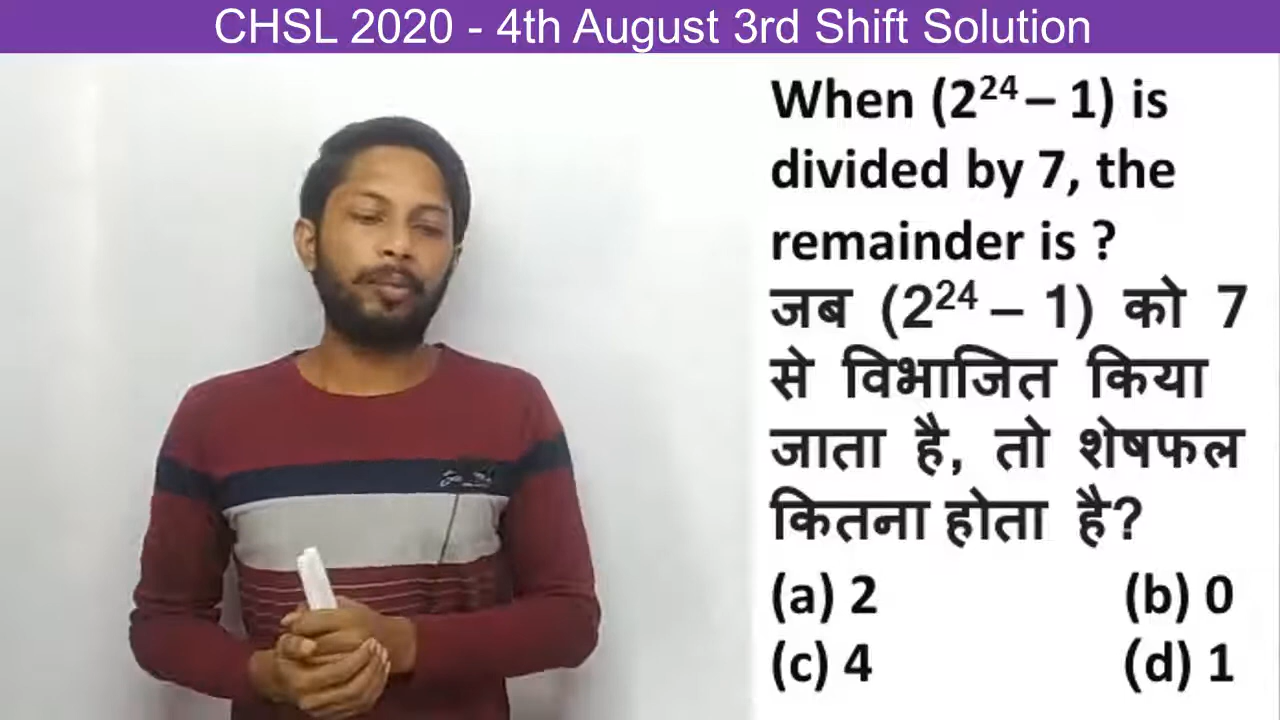 CHSL 2020 - 4th August 3rd Shift Solution
When (2²⁴ – 1) is
divided by 7, the
remainder is ?
जब (2²⁴ – 1) को 7
से विभाजित किया
जाता है, तो शेषफल
कितना होता है?
(a) 2 (b) 0
(c) 4 (d) 1